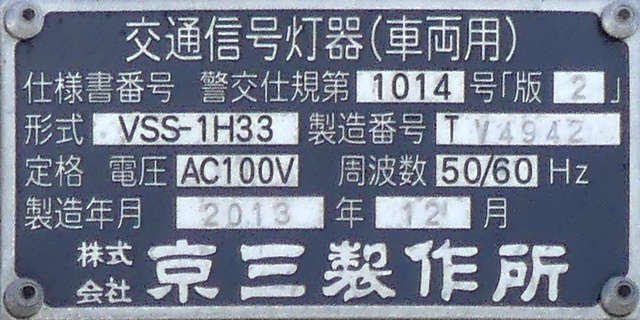 交通信号灯器(車両用)
仕様書番号 警交仕規第 1014 号「版 2 」
形式 VSS-1H33 製造番号 T V4942
定格 電圧 AC100V 周波数 50/60 Hz
製造年月 2013 年 12 月
株式会社 京三製作所